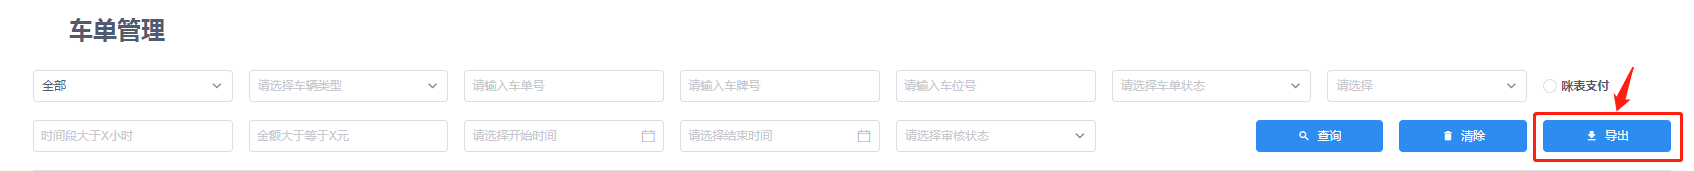 车单管理
全部 请选择车辆类型 请输入车单号 请输入车牌号 请输入车位号 请选择车单状态 请选择 咪表支付
时间段大于X小时 金额大于等于X元 请选择开始时间 请选择结束时间 请选择审核状态 查询 清除 导出